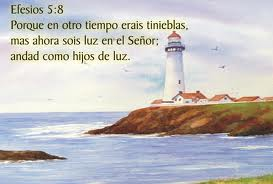 Efesios 5:8
Porque en otro tiempo erais tinieblas,
mas ahora sois luz en el Señor;
andad como hijos de luz.